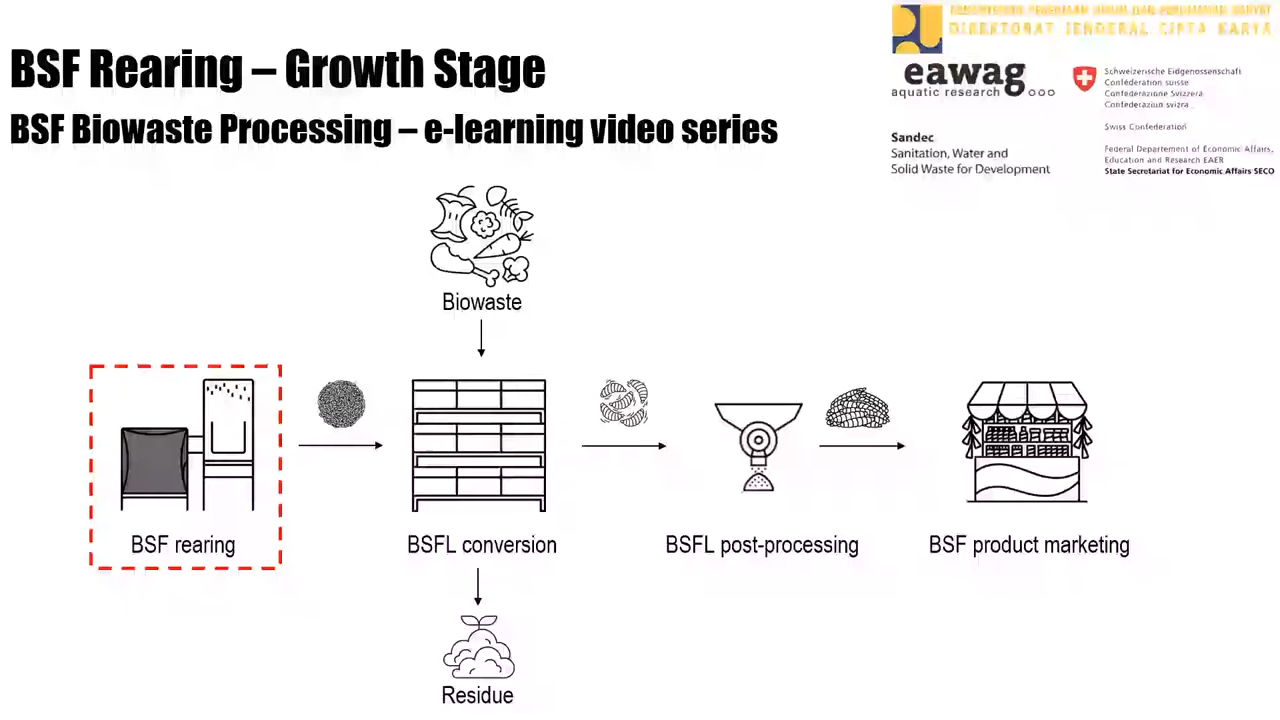 BSF Rearing – Growth Stage
BSF Biowaste Processing – e-learning video series
DIREKTORAT JENDERAL CIPTA KARYA
eawag
aquatic research
Sandec
Sanitation, Water and
Solid Waste for Development
Schweizerische Eidgenossenschaft
Confédération suisse
Confederazione Svizzera
Confederaziun svizra
Swiss Confederation
Federal Departement of Economic Affairs,
Education and Research EAER
State Secretariat for Economic Affairs SECO
Biowaste
BSF rearing
BSFL conversion
BSFL post-processing
BSF product marketing
Residue